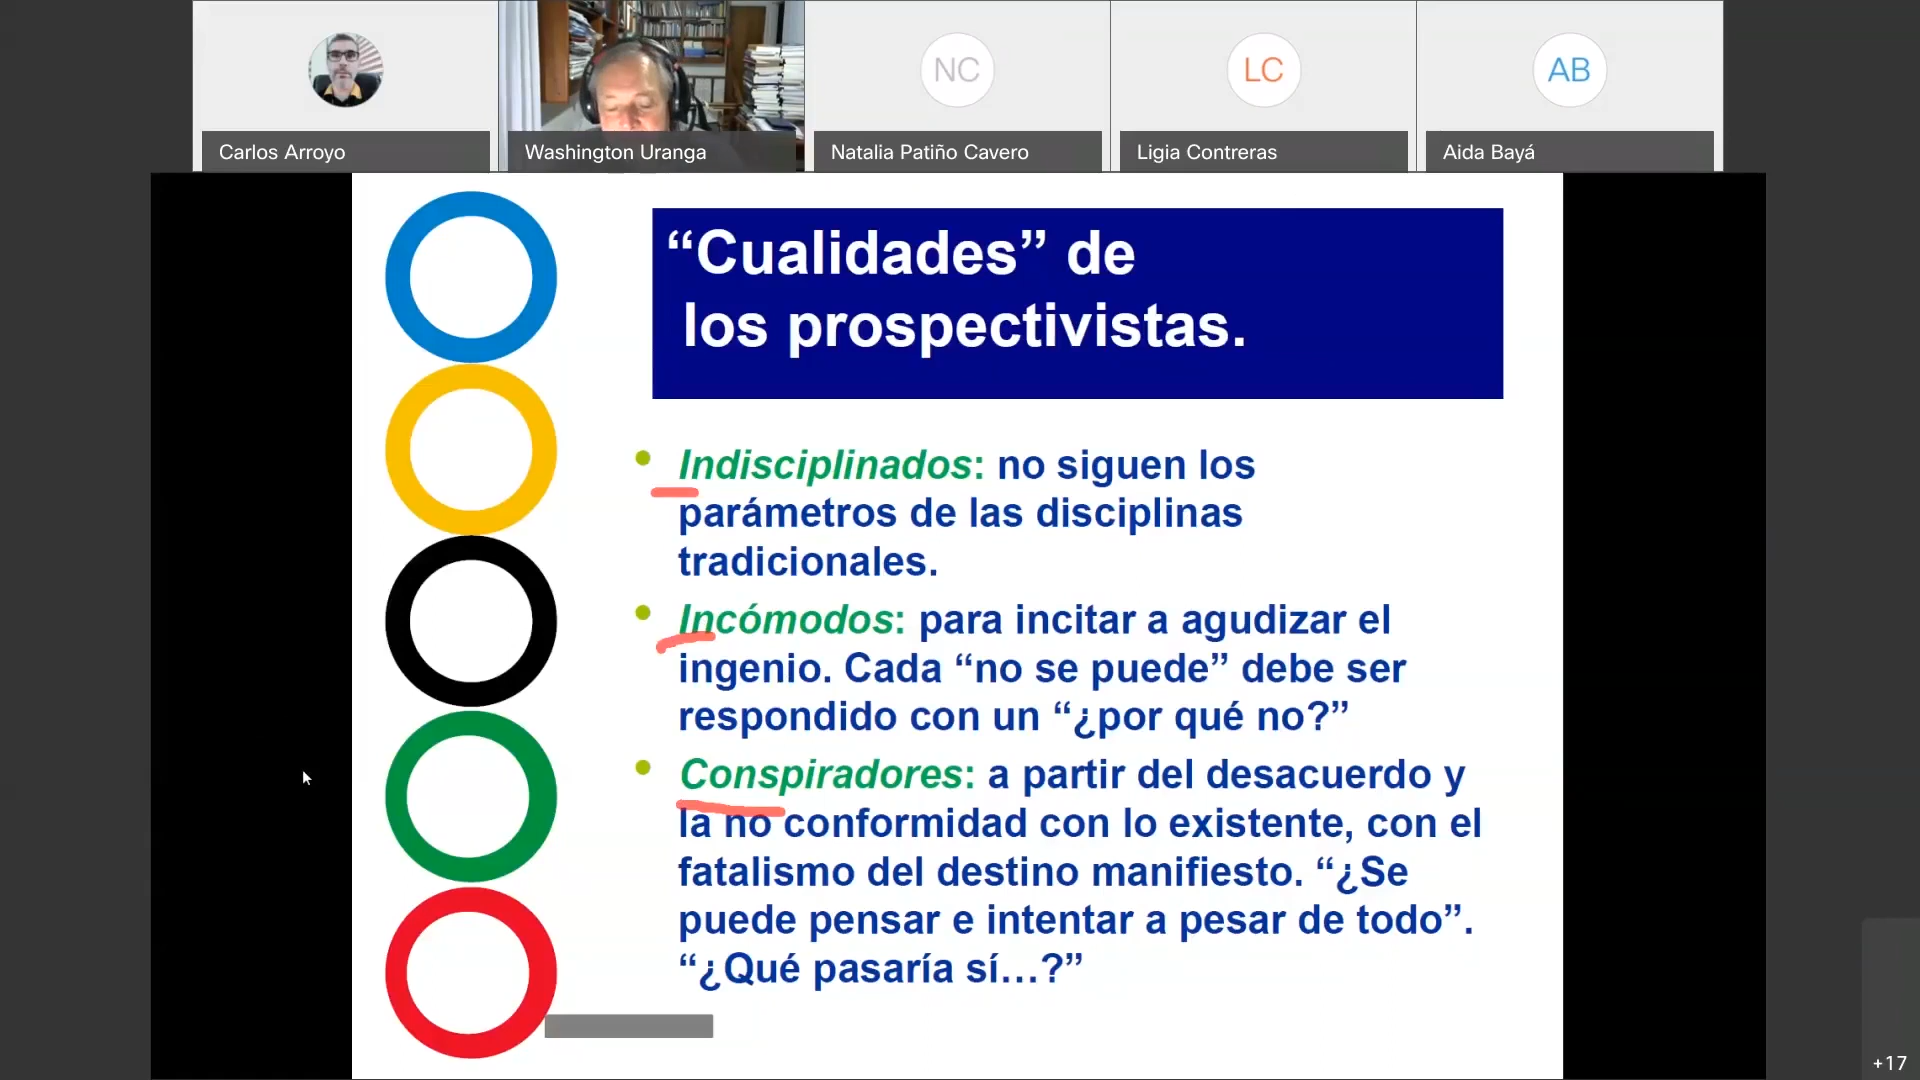 NC
LC
AB
Carlos Arroyo
Washington Uranga
Natalia Patiño Cavero
Ligia Contreras
Aida Bayá
“Cualidades” de
los prospectivistas.
Indisciplinados: no siguen los
parámetros de las disciplinas
tradicionales.
Incómodos: para incitar a agudizar el
ingenio. Cada “no se puede” debe ser
respondido con un “¿por qué no?”
Conspiradores: a partir del desacuerdo y
la no conformidad con lo existente, con el
fatalismo del destino manifiesto. “¿Se
puede pensar e intentar a pesar de todo”.
“¿Qué pasaría sí...?”
+17